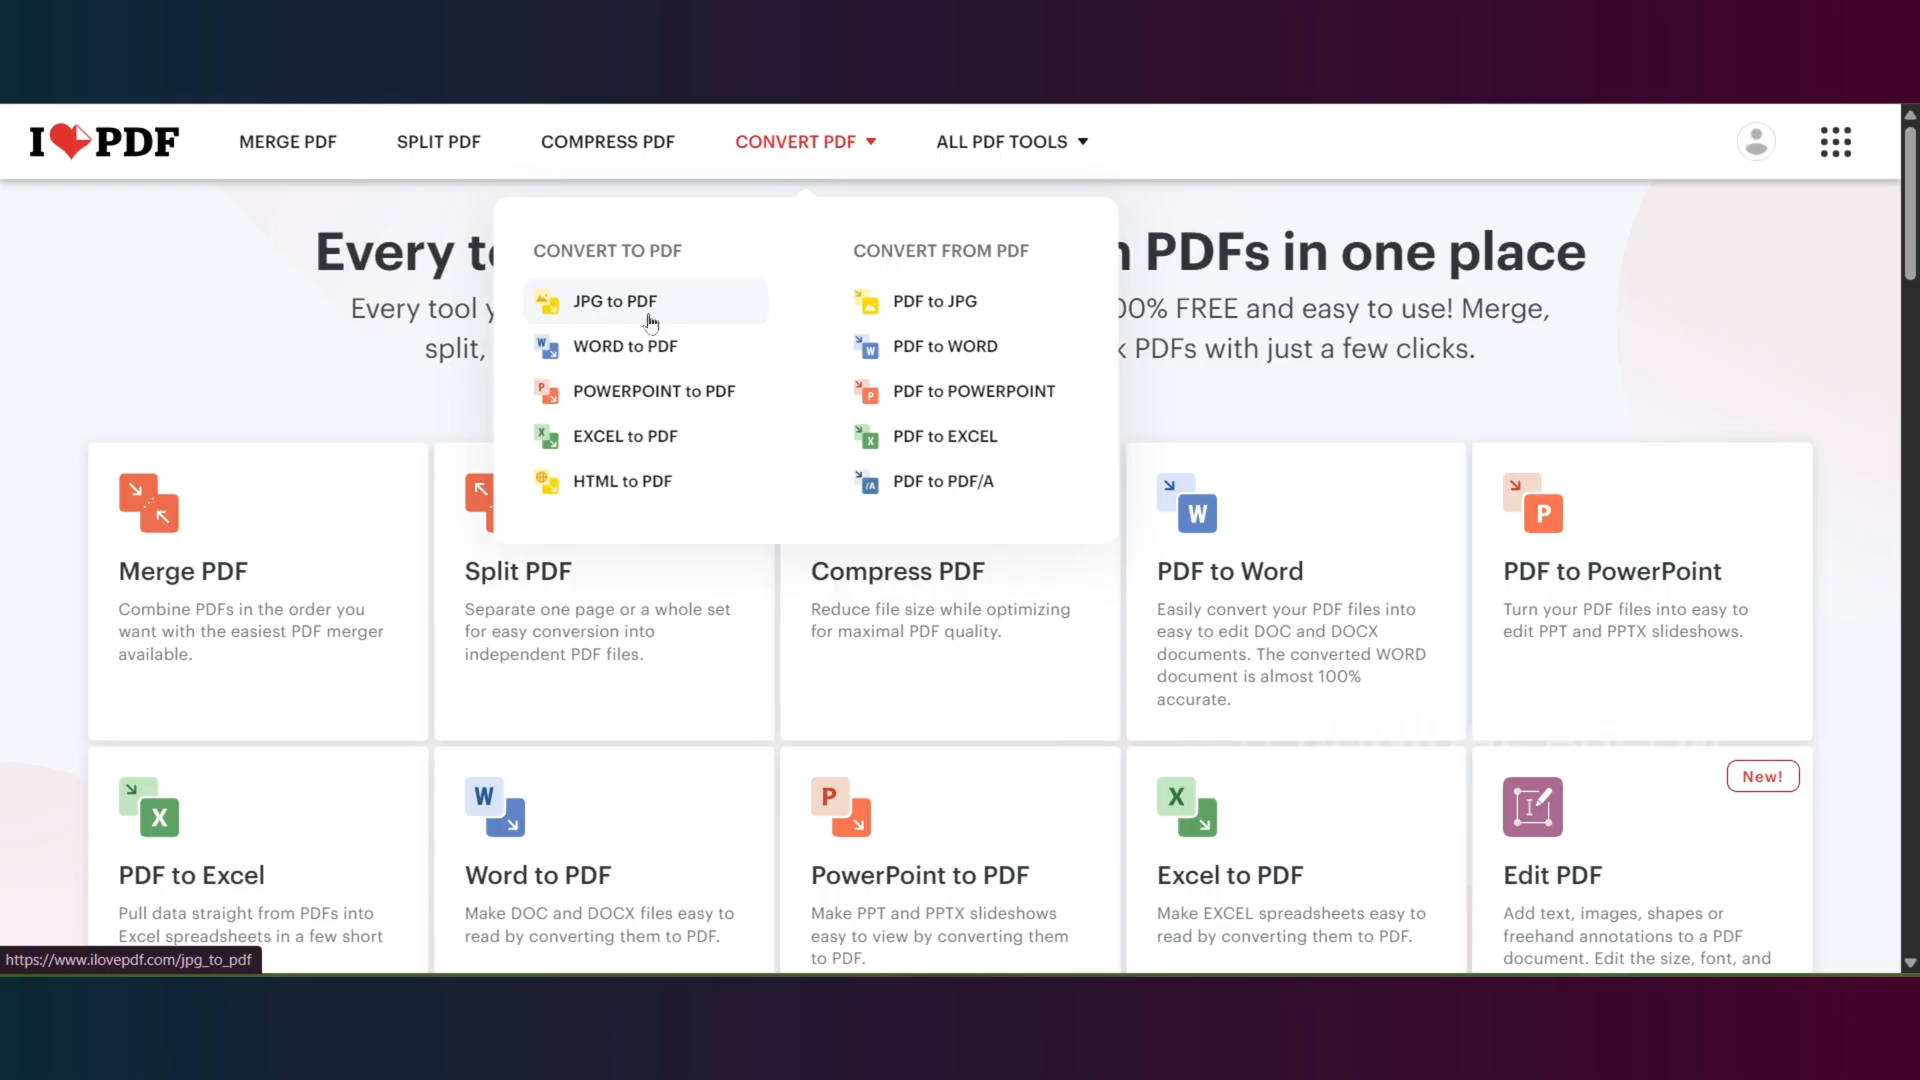 I PDF
MERGE PDF
SPLIT PDF
COMPRESS PDF
CONVERT PDF
ALL PDF TOOLS
Every
PDFs in one place
Every tool
FREE and easy to use! Merge,
split,
PDFs with just a few clicks.
CONVERT TO PDF
JPG to PDF
WORD to PDF
POWERPOINT to PDF
EXCEL to PDF
HTML to PDF
CONVERT FROM PDF
PDF to JPG
PDF to WORD
PDF to POWERPOINT
PDF to EXCEL
PDF to PDF/A
Merge PDF
Combine PDFs in the order you
want with the easiest PDF merger
available.
Split PDF
Separate one page or a whole set
for easy conversion into
independent PDF files.
Compress PDF
Reduce file size while optimizing
for maximal PDF quality.
W
PDF to Word
Easily convert your PDF files into
easy to edit DOC and DOCX
documents. The converted WORD
document is almost 100%
accurate.
P
PDF to PowerPoint
Turn your PDF files into easy to
edit PPT and PPTX slideshows.
X
PDF to Excel
Pull data straight from PDFs into
Excel spreadsheets in a few short
W
Word to PDF
Make DOC and DOCX files easy to
read by converting them to PDF.
P
PowerPoint to PDF
Make PPT and PPTX slideshows
easy to view by converting them
to PDF.
X
Excel to PDF
Make EXCEL spreadsheets easy to
read by converting them to PDF.
New!
Edit PDF
Add text, images, shapes or
freehand annotations to a PDF
document. Edit the size, font, and
https://www.ilovepdf.com/jpg_to_pdf